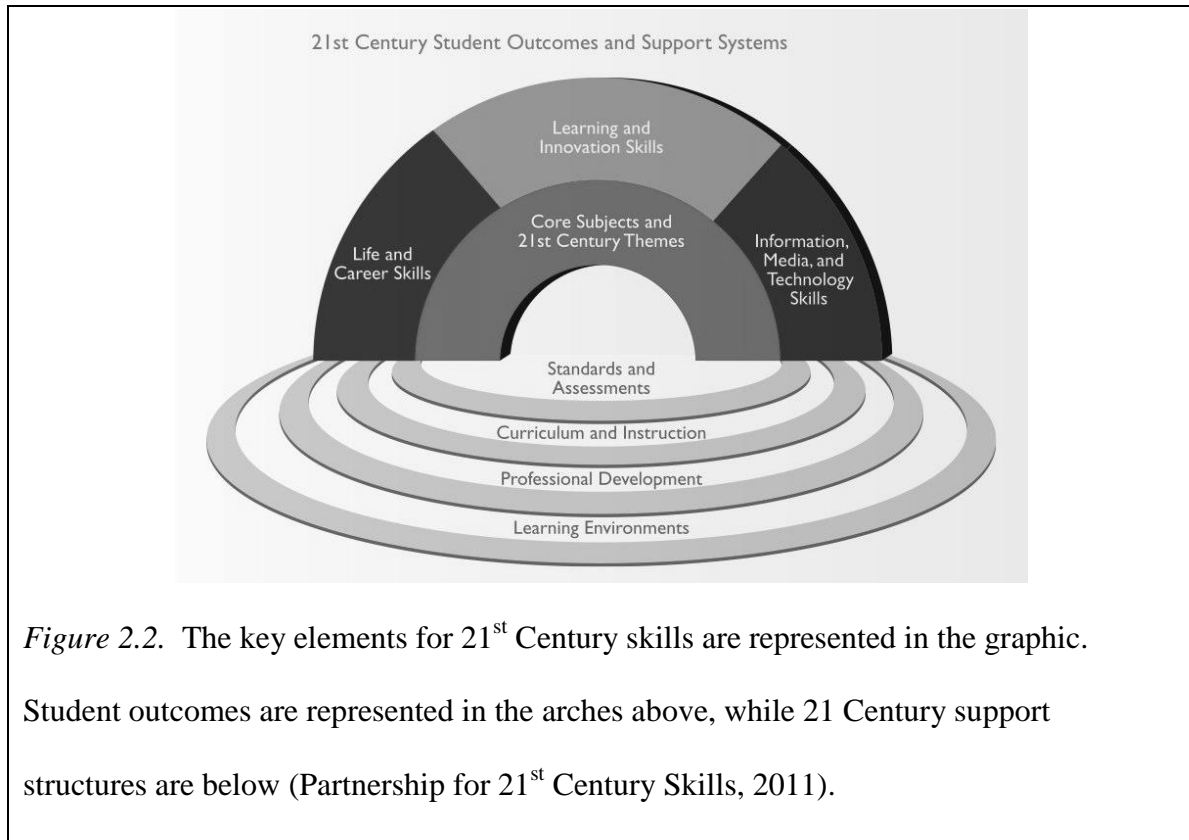 21st Century Student Outcomes and Support Systems
Learning and
Innovation Skills
Core Subjects and
21st Century Themes
Life and
Career Skills
Information,
Media, and
Technology
Skills
Standards and
Assessments
Curriculum and Instruction
Professional Development
Learning Environments
Figure 2.2. The key elements for 21st Century skills are represented in the graphic.
Student outcomes are represented in the arches above, while 21 Century support
structures are below (Partnership for 21st Century Skills, 2011).